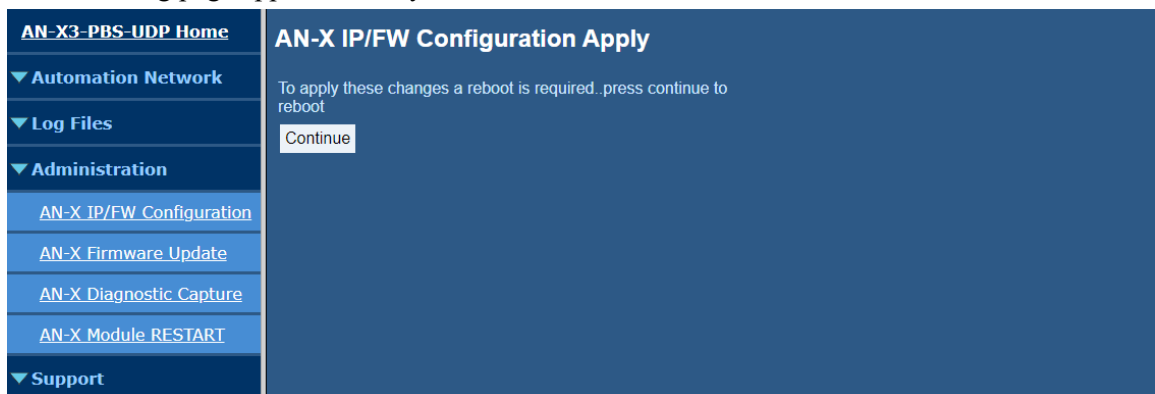 AN-X3-PBS-UDP Home
▼Automation Network
▼Log Files
▼Administration
AN-X IP/FW Configuration
AN-X Firmware Update
AN-X Diagnostic Capture
AN-X Module RESTART
▼Support
AN-X IP/FW Configuration Apply
To apply these changes a reboot is required..press continue to
reboot
Continue